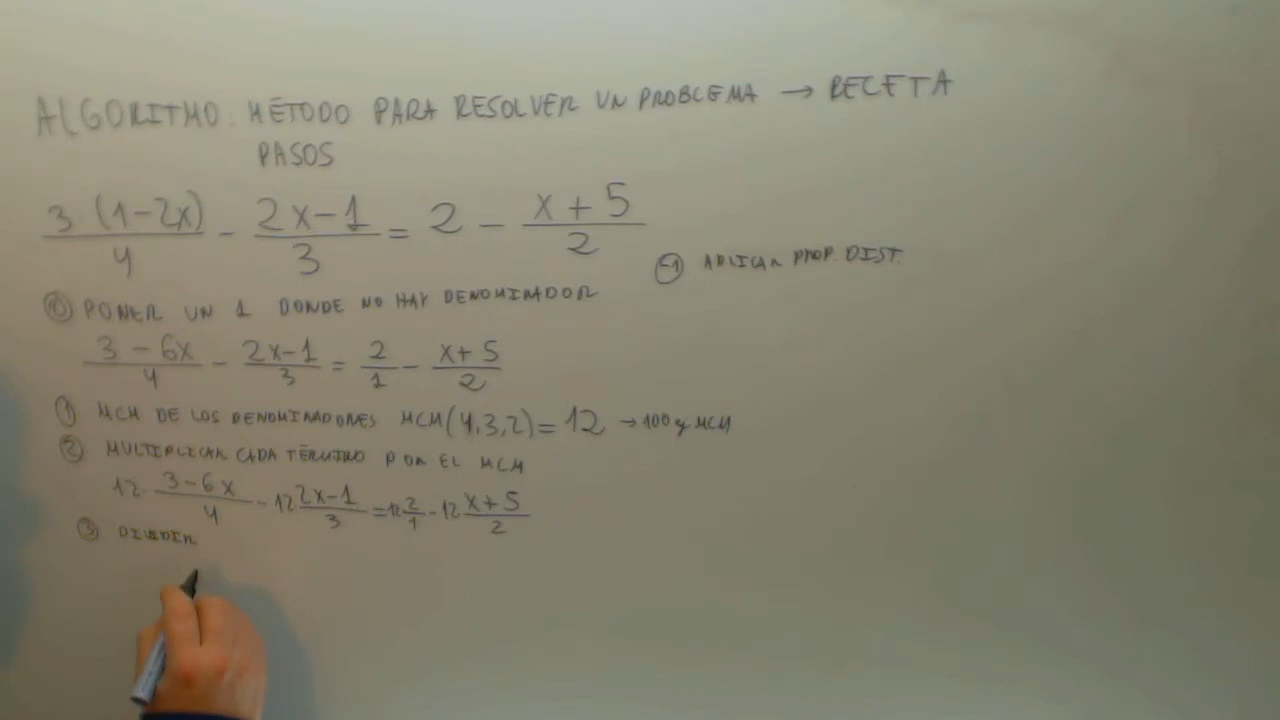 ALGORITMO: MÉTODO PARA RESOLVER UN PROBLEMA → RECETA
PASOS
3 (1-2x)/4 - 2x-1/3 = 2 - x+5/2
-1 APLICAR PROP. DIST.
0 PONER UN 1 DONDE NO HAY DENOMINADOR
3-6x/4 - 2x-1/3 = 2/1 - x+5/2
1 MCM DE LOS DENOMINADORES MCM(4,3,2)=12 → 100% MCM
2 MULTIPLICAR CADA TÉRMINO POR EL MCM
12· 3-6x/4 - 12· 2x-1/3 = 12· 2/1 - 12 x+5/2
3 DIVIDIR